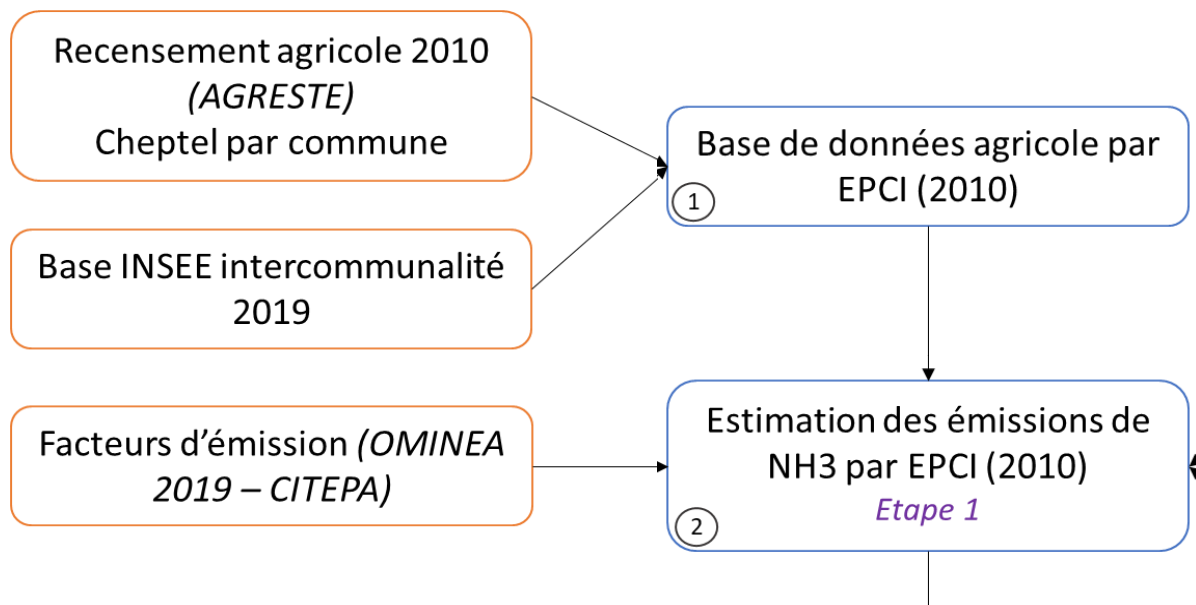 Recensement agricole 2010
(AGRESTE)
Cheptel par commune
Base de données agricole par
EPCI (2010)
1
Base INSEE intercommunalité
2019
Facteurs d’émission (OMINEA
2019 – CITEPA)
Estimation des émissions de
NH3 par EPCI (2010)
Etape 1
2